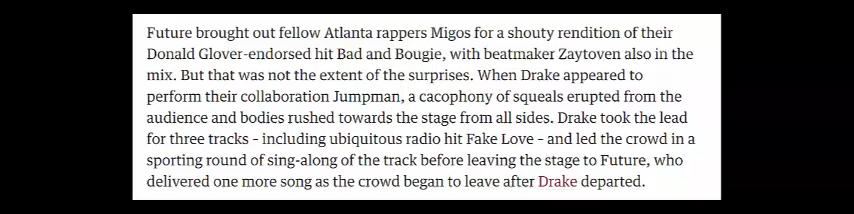 Future brought out fellow Atlanta rappers Migos for a shouty rendition of their
Donald Glover-endorsed hit Bad and Bougie, with beatmaker Zaytoven also in the
mix. But that was not the extent of the surprises. When Drake appeared to
perform their collaboration Jumpman, a cacophony of squeals erupted from the
audience and bodies rushed towards the stage from all sides. Drake took the lead
for three tracks – including ubiquitous radio hit Fake Love – and led the crowd in a
sporting round of sing-along of the track before leaving the stage to Future, who
delivered one more song as the crowd began to leave after Drake departed.